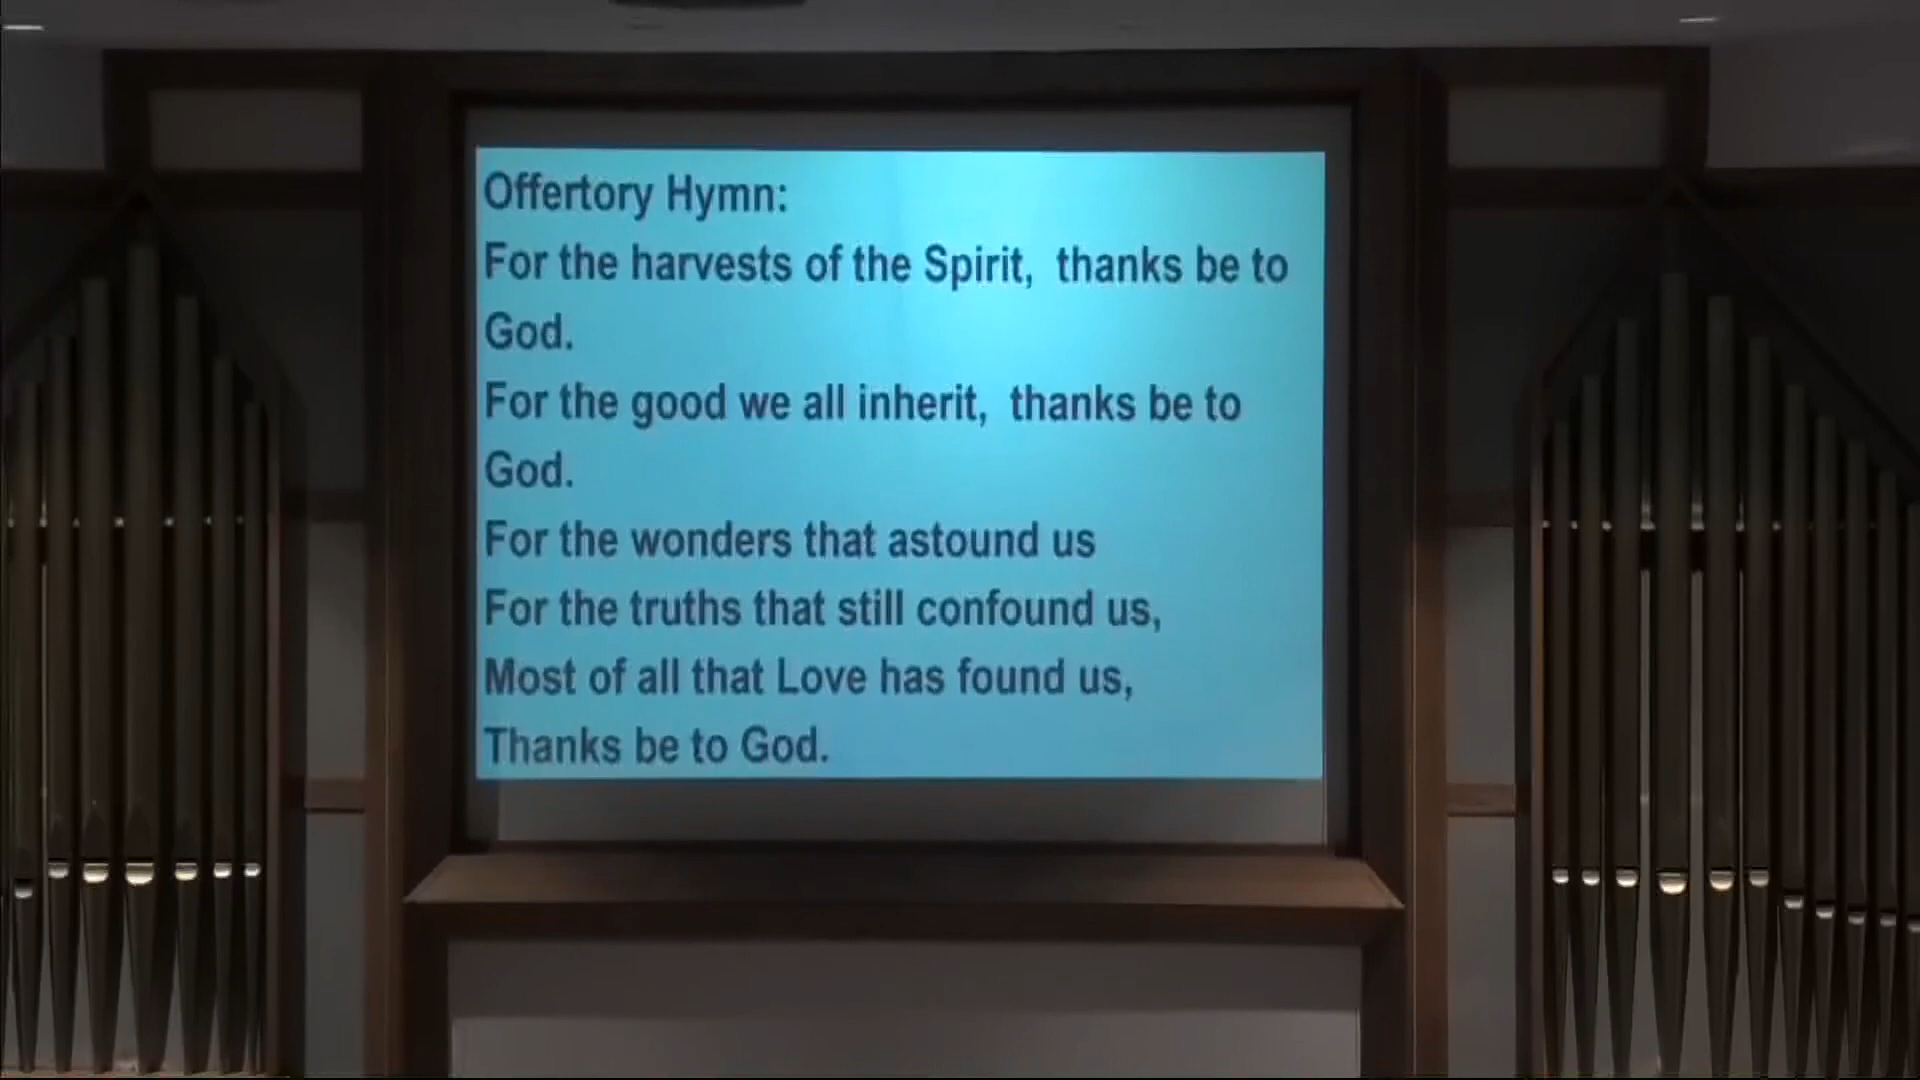 Offertory Hymn:
For the harvests of the Spirit,  thanks be to
God.
For the good we all inherit,  thanks be to
God.
For the wonders that astound us
For the truths that still confound us,
Most of all that Love has found us,
Thanks be to God.